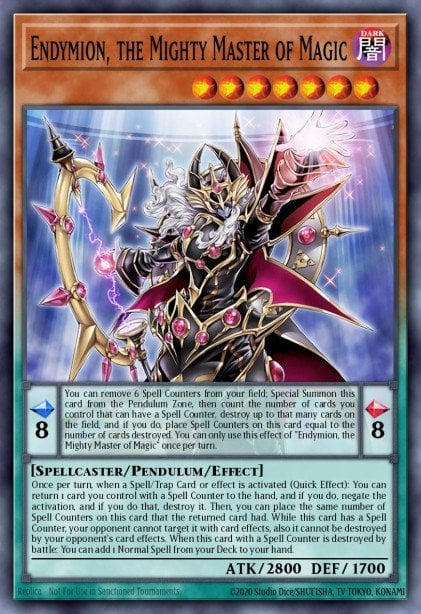 ENDYMION, THE MIGHTY MASTER OF MAGIC
DARK
闇
You can remove 6 Spell Counters from your field; Special Summon this
card from the Pendulum Zone, then count the number of cards you
control that can have a Spell Counter, destroy up to that many cards on
the field, and if you do, place Spell Counters on this card equal to the
number of cards destroyed. You can only use this effect of "Endymion, the
Mighty Master of Magic" once per turn.
8
8
[SPELLCASTER/PENDULUM/EFFECT]
Once per turn, when a Spell/Trap Card or effect is activated (Quick Effect): You can
return 1 card you control with a Spell Counter to the hand, and if you do, negate the
activation, and if you do that, destroy it. Then, you can place the same number of
Spell Counters on this card that the returned card had. While this card has a Spell
Counter, your opponent cannot target it with card effects, also it cannot be destroyed
by your opponent's card effects. When this card with a Spell Counter is destroyed by
battle: You can add 1 Normal Spell from your Deck to your hand.
ATK/2800 DEF/1700
Replica - Not For Use in Sanctioned Tournaments
©2020 Studio Dice/SHUEISHA, TV TOKYO, KONAMI